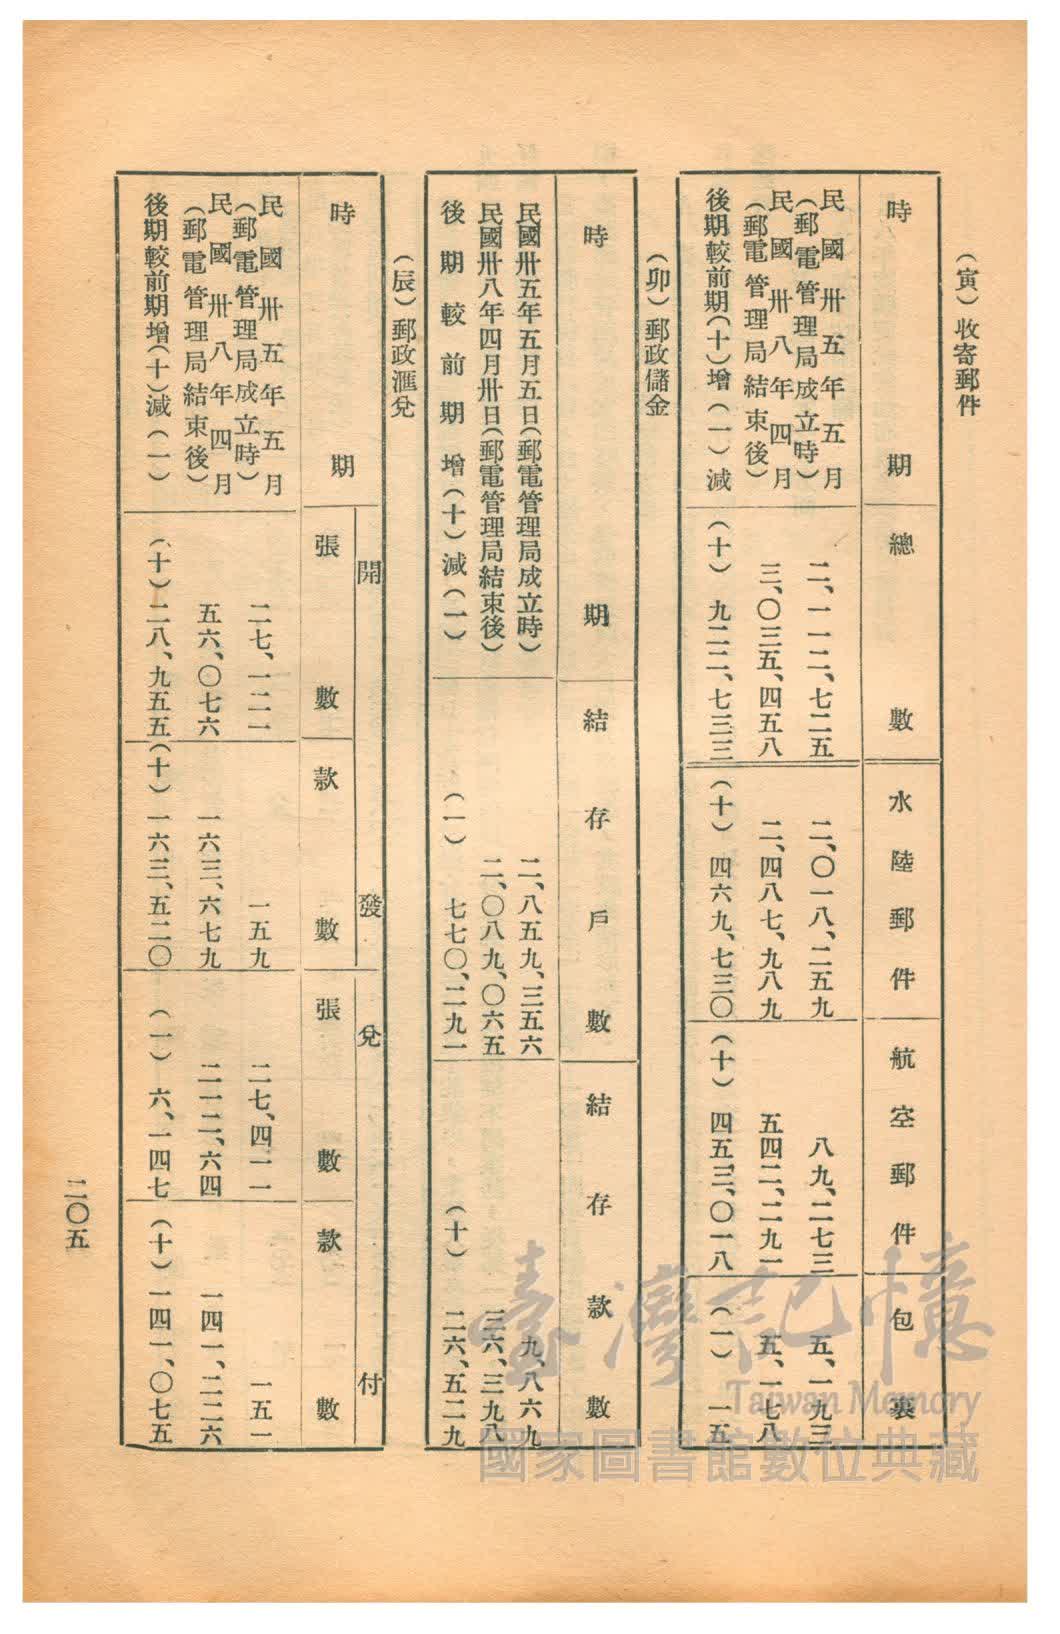 （寅）收寄郵件
時期　總數　水陸郵件　航空郵件　包裹
民國卅五年五月（郵電管理局成立時）　二、一一二、七二五　二、〇一八、二五九　八九、二七三　五、一九三
民國卅八年四月（郵電管理局結束後）　三、〇三五、四五八　二、四八七、九八九　五四二、二九一　五、一七八
後期較前期（十）增（一）減　（十）九二二、七三三　（十）四六九、七三〇　（十）四五三、〇一八　（一）一五
（卯）郵政儲金
時期　結存戶數　結存款數
民國卅五年五月五日（郵電管理局成立時）　二、八五九、三五六　九、八六九
民國卅八年四月卅日（郵電管理局結束後）　二、〇八九、〇六五　三六、三九八
後期較前期增（十）減（一）　（一）七七〇、二九一　（十）二六、五二九
（辰）郵政滙兌
時期　開發　兌付
張數　款數　張數　款數
民國卅五年五月（郵電管理局成立時）　二七、一二一　一五九　二七、四一一　一五一
民國卅八年四月（郵電管理局結束後）　五六、〇七六　一六三、六七九　二一二、六四　一四一、二二六
後期較前期增（十）減（一）　（十）二八、九五五　（十）一六三、五二〇　（一）六、一四七　（十）一四一、〇七五
二〇五
臺灣記憶
Taiwan Memory
國家圖書館數位典藏